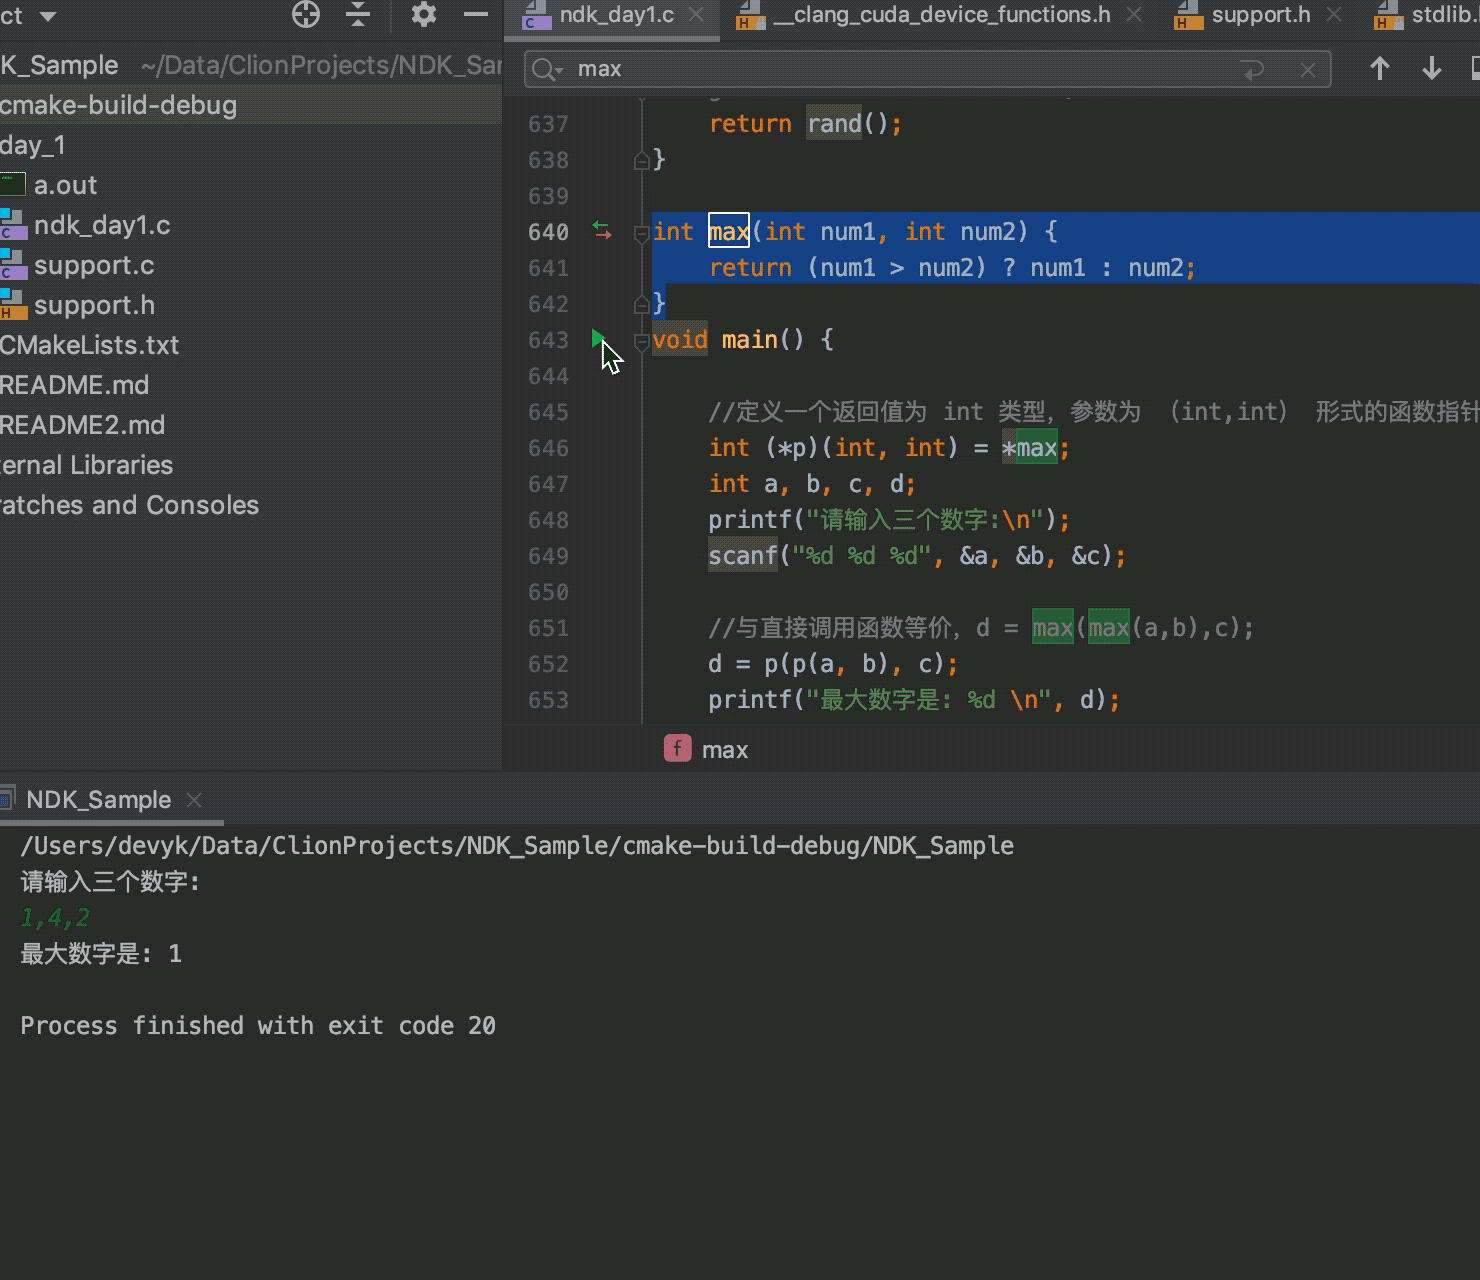 ct
K_Sample ~/Data/ClionProjects/NDK_Sar
cmake-build-debug
day_1
a.out
ndk_day1.c
support.c
support.h
CMakeLists.txt
README.md
README2.md
ernal Libraries
ratches and Consoles
ndk_day1.c
__clang_cuda_device_functions.h
support.h
stdlib.
max
637 return rand();
638 }
639
640 int max(int num1, int num2) {
641 return (num1 > num2) ? num1 : num2;
642 }
643 void main() {
644
645 //定义一个返回值为 int 类型，参数为 （int,int） 形式的函数指针
646 int (*p)(int, int) = *max;
647 int a, b, c, d;
648 printf("请输入三个数字:\n");
649 scanf("%d %d %d", &a, &b, &c);
650
651 //与直接调用函数等价，d = max(max(a,b),c);
652 d = p(p(a, b), c);
653 printf("最大数字是: %d \n", d);
f max
NDK_Sample
/Users/devyk/Data/ClionProjects/NDK_Sample/cmake-build-debug/NDK_Sample
请输入三个数字:
1,4,2
最大数字是: 1
Process finished with exit code 20